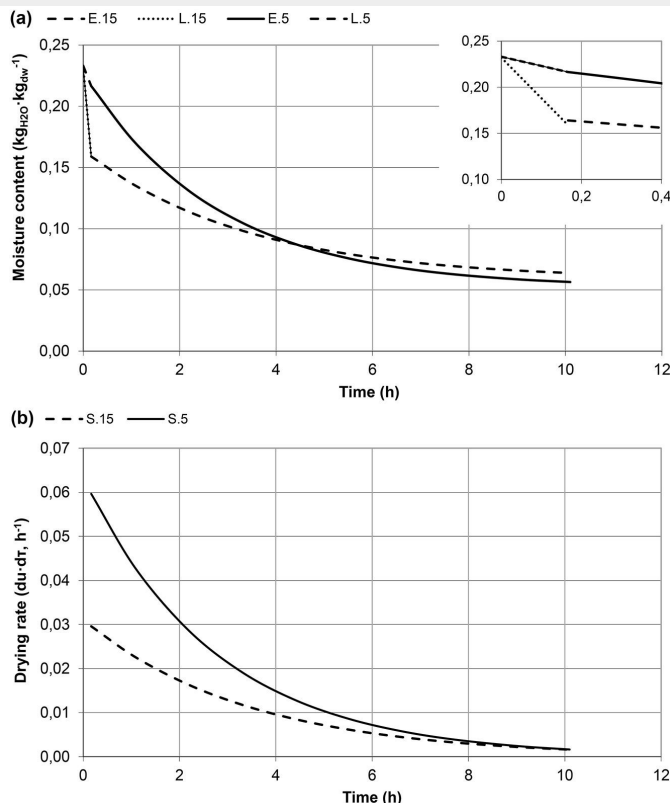 (a) E.15 L.15 E.5 L.5
Moisture content (kgH2O·kgdw-1)
0,25
0,20
0,15
0,10
0,05
0,00
0 2 4 6 8 10 12
Time (h)
0,25
0,20
0,15
0,10
0 0,2 0,4
(b) S.15 S.5
Drying rate (du·dτ, h-1)
0,07
0,06
0,05
0,04
0,03
0,02
0,01
0,00
0 2 4 6 8 10 12
Time (h)